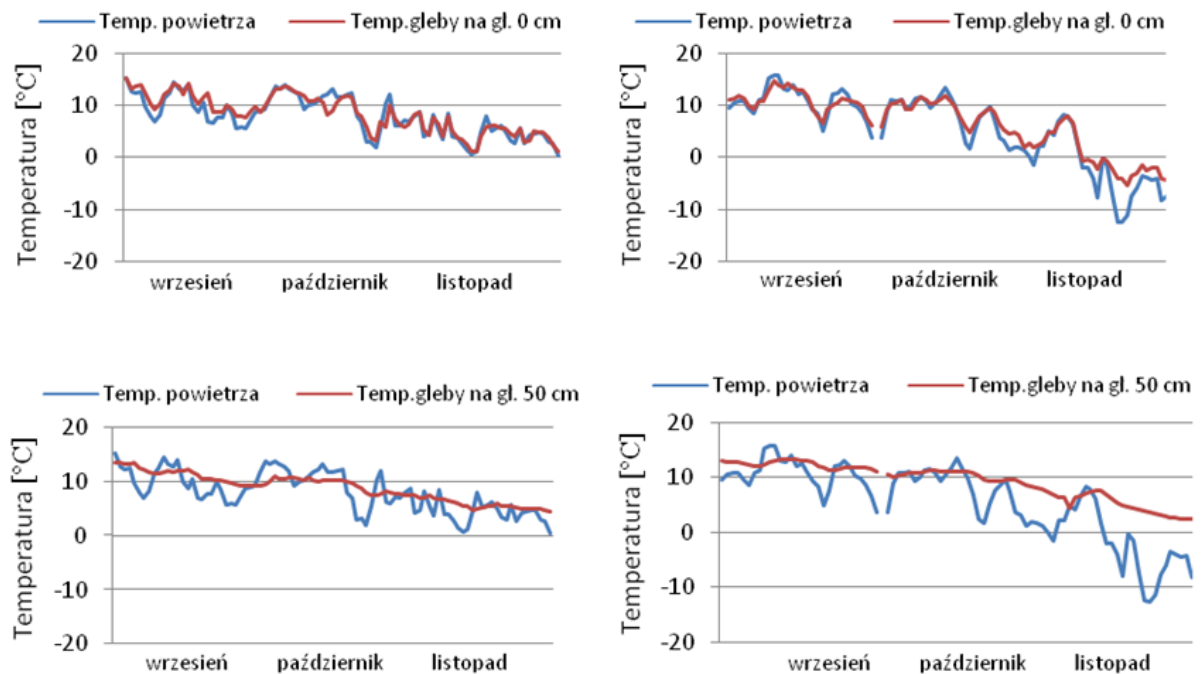 Temp. powietrza Temp.gleby na gł. 0 cm
Temperatura [°C]
20
10
0
-10
-20
wrzesień październik listopad
Temp. powietrza Temp.gleby na gł. 0 cm
Temperatura [°C]
20
10
0
-10
-20
wrzesień październik listopad
Temp. powietrza Temp.gleby na gł. 50 cm
Temperatura [°C]
20
10
0
-10
-20
wrzesień październik listopad
Temp. powietrza Temp.gleby na gł. 50 cm
Temperatura [°C]
20
10
0
-10
-20
wrzesień październik listopad